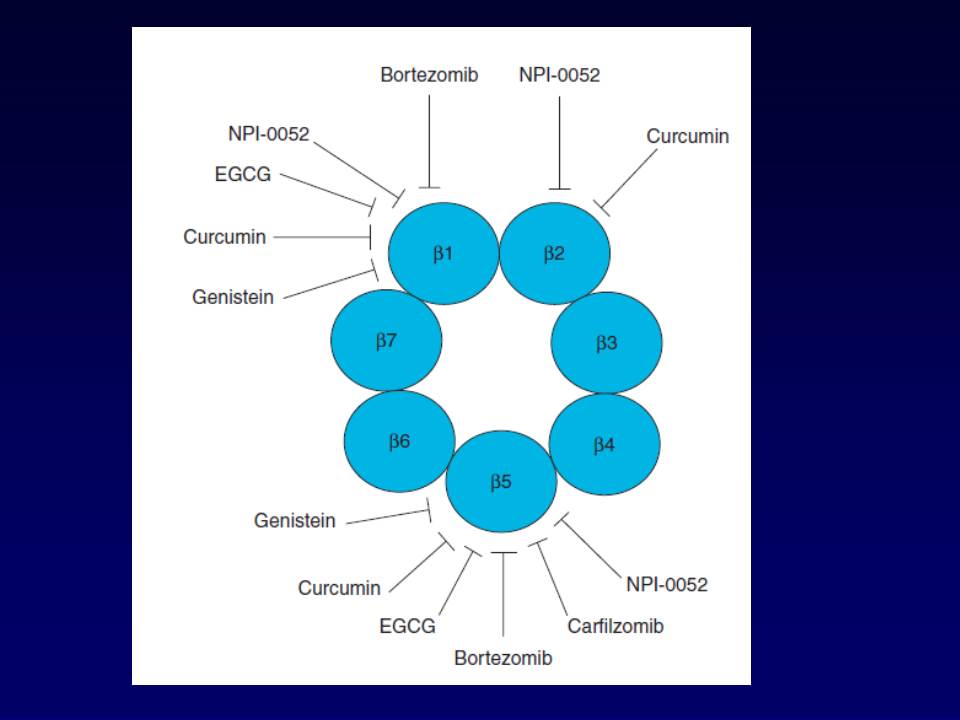 Bortezomib NPI-0052
NPI-0052 Curcumin
EGCG
Curcumin
β1 β2
Genistein
β7 β3
β6 β4
β5
Genistein
Curcumin NPI-0052
EGCG Carfilzomib
Bortezomib